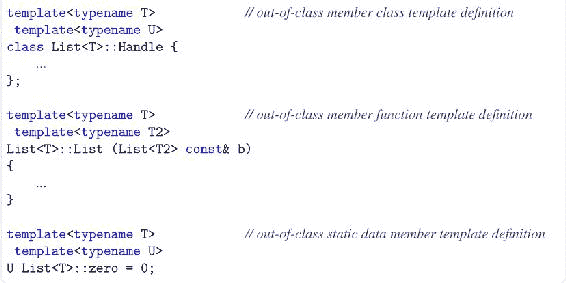 template<typename T> // out-of-class member class template definition
template<typename U>
class List<T>::Handle {
...
};
template<typename T> // out-of-class member function template definition
template<typename T2>
List<T>::List (List<T2> const& b)
{
...
}
template<typename T> // out-of-class static data member template definition
template<typename U>
U List<T>::zero = 0;